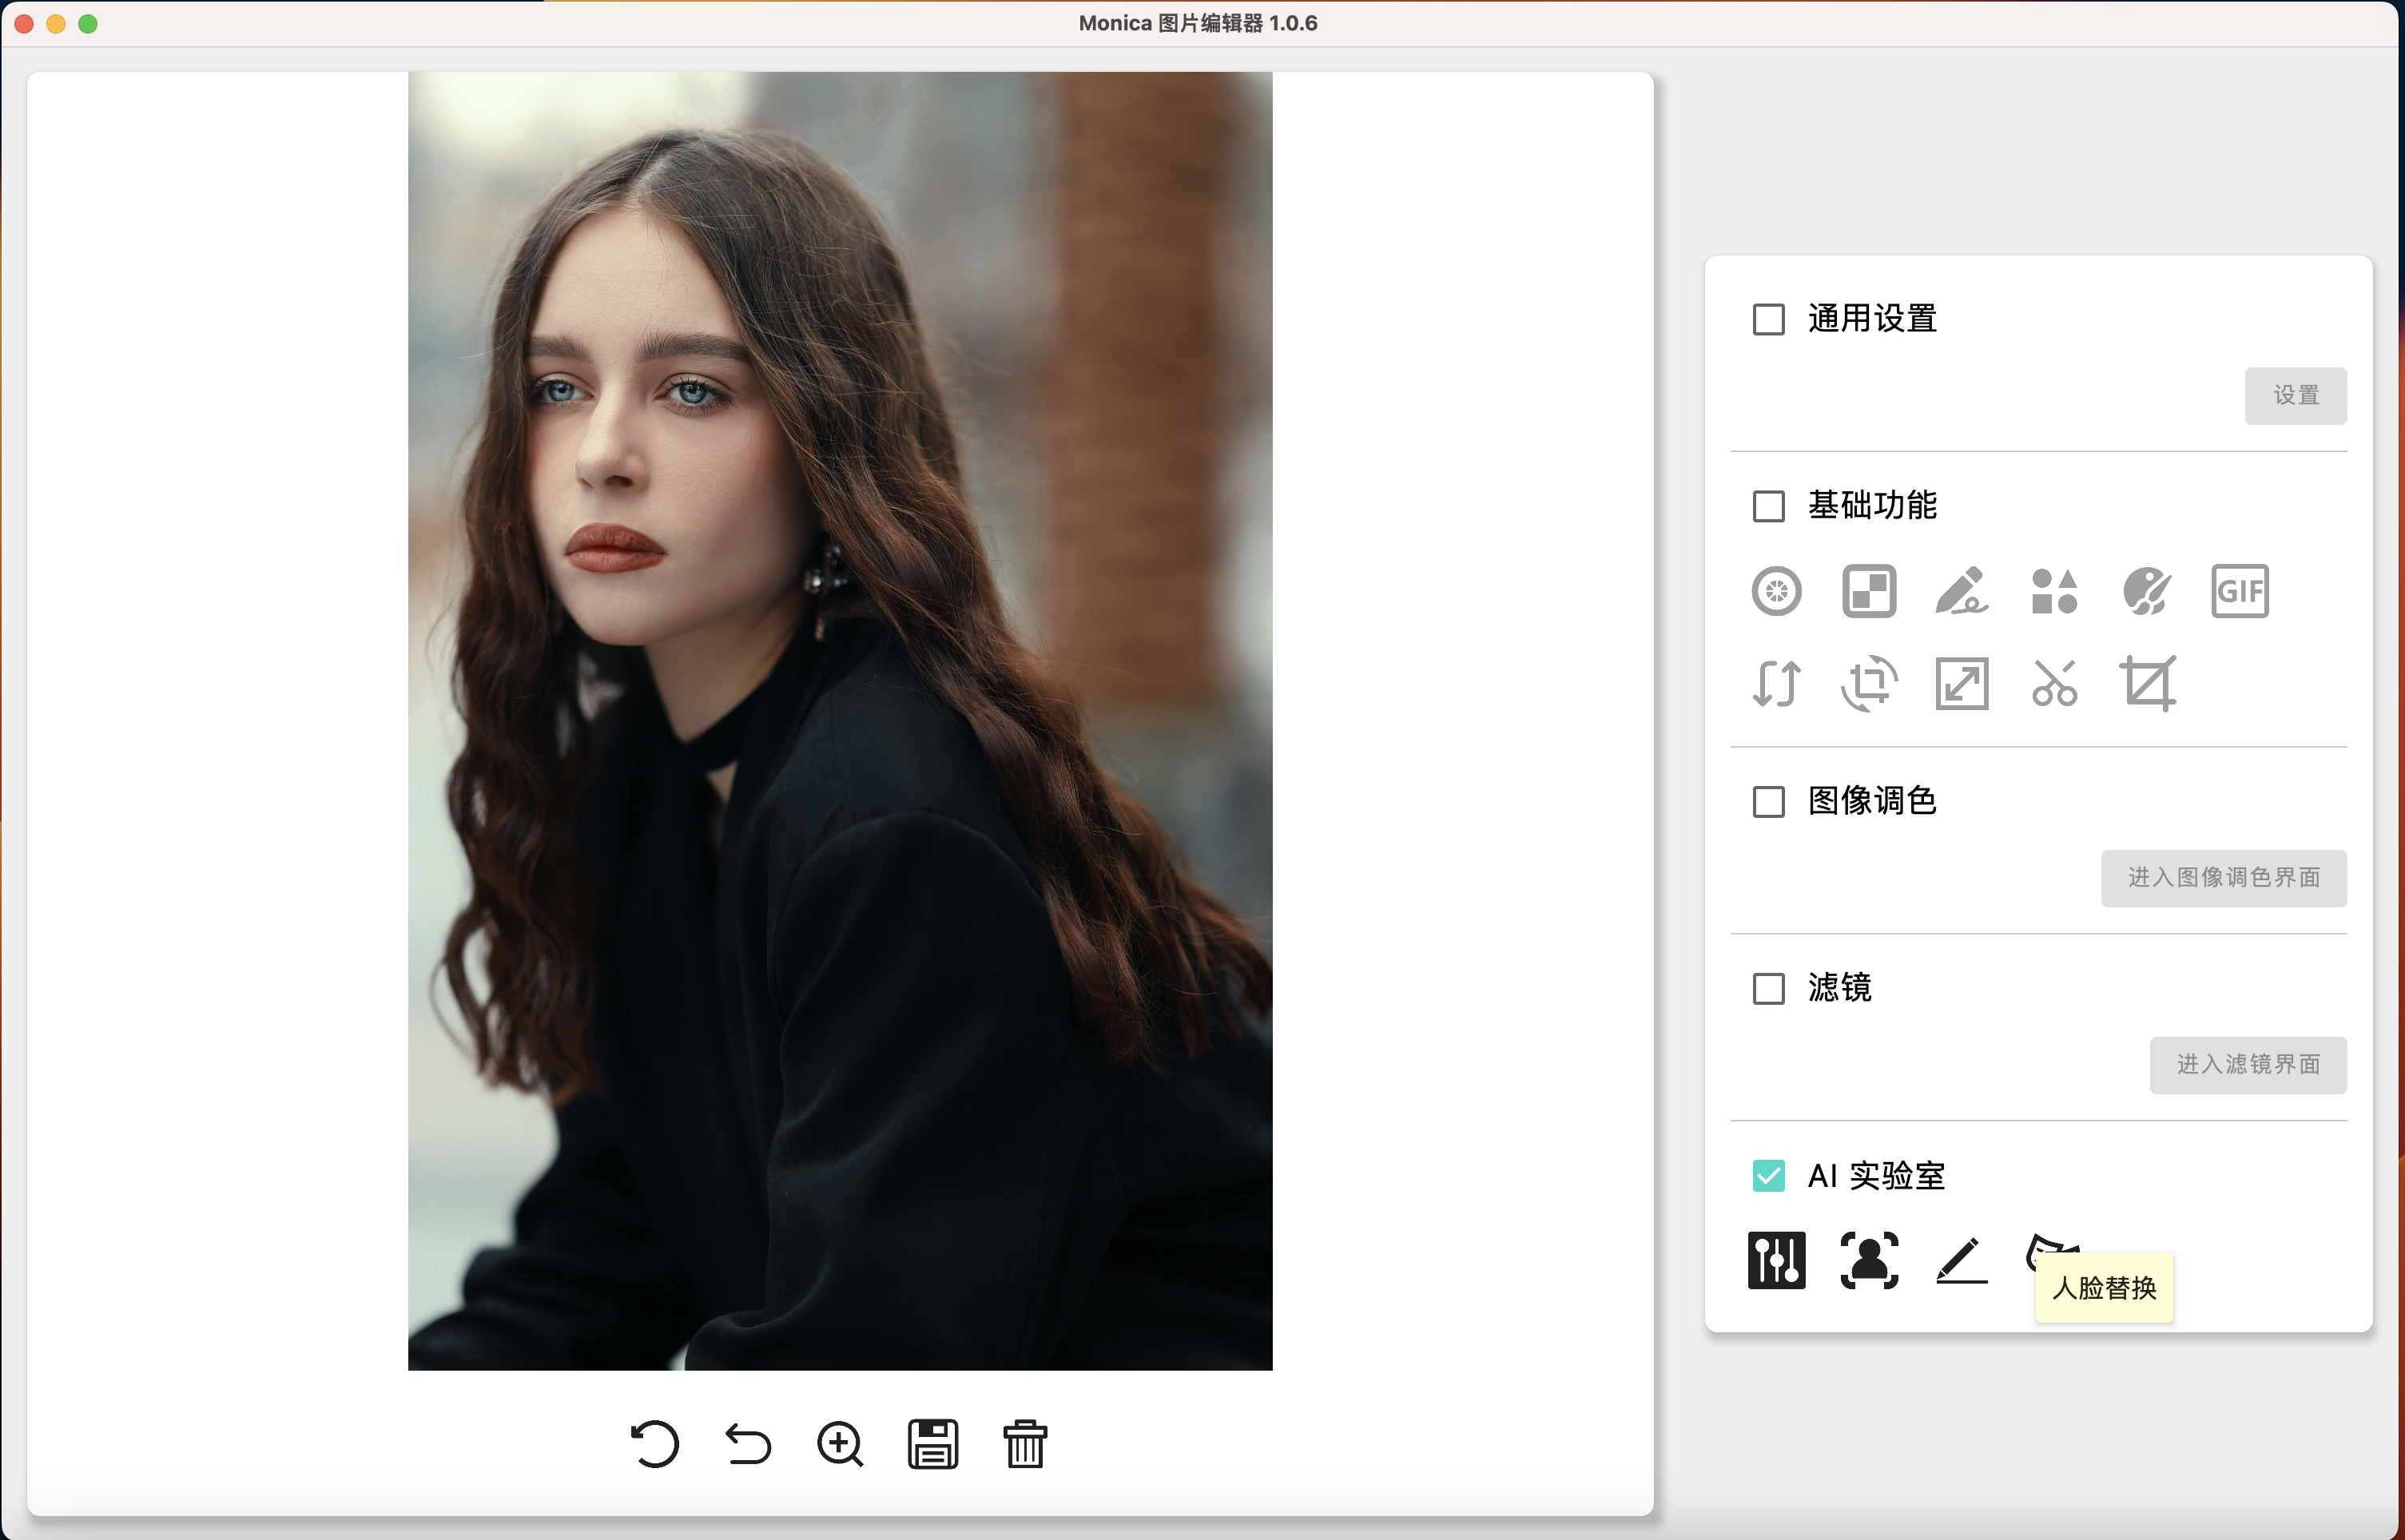 Monica 图片编辑器 1.0.6
通用设置
设置
基础功能
GIF
图像调色
进入图像调色界面
滤镜
进入滤镜界面
AI 实验室
人脸替换